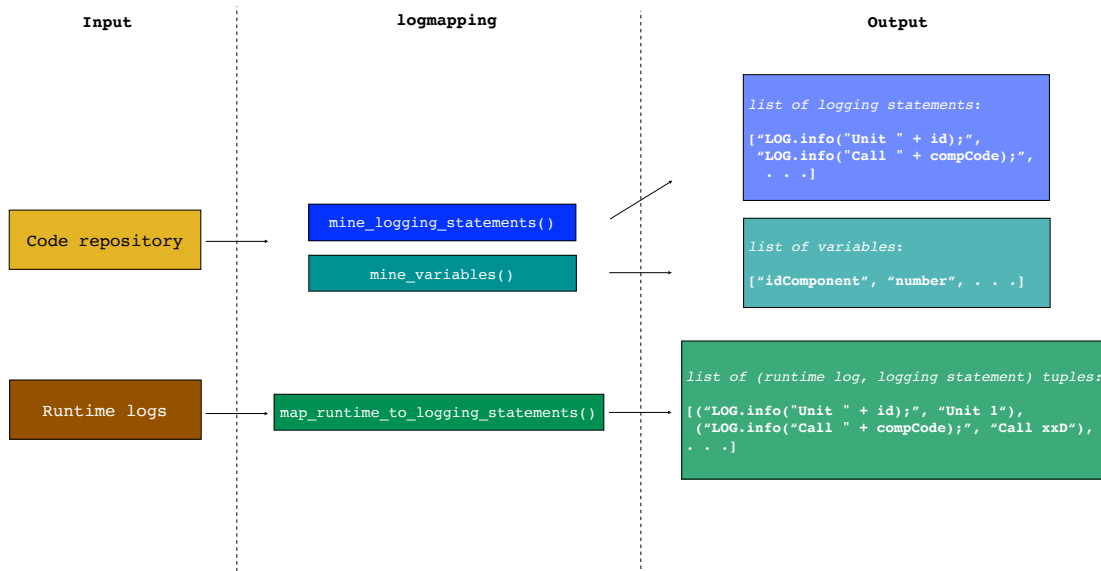 Input
logmapping
Output
list of logging statements:
[“LOG.info("Unit " + id);”,
“LOG.info("Call " + compCode);”,
. . .]
Code repository
mine_logging_statements()
mine_variables()
list of variables:
[“idComponent”, “number”, . . .]
Runtime logs
map_runtime_to_logging_statements()
list of (runtime log, logging statement) tuples:
[(“LOG.info("Unit " + id);”, “Unit 1“),
(“LOG.info(“Call " + compCode);”, “Call xxD“),
. . .]